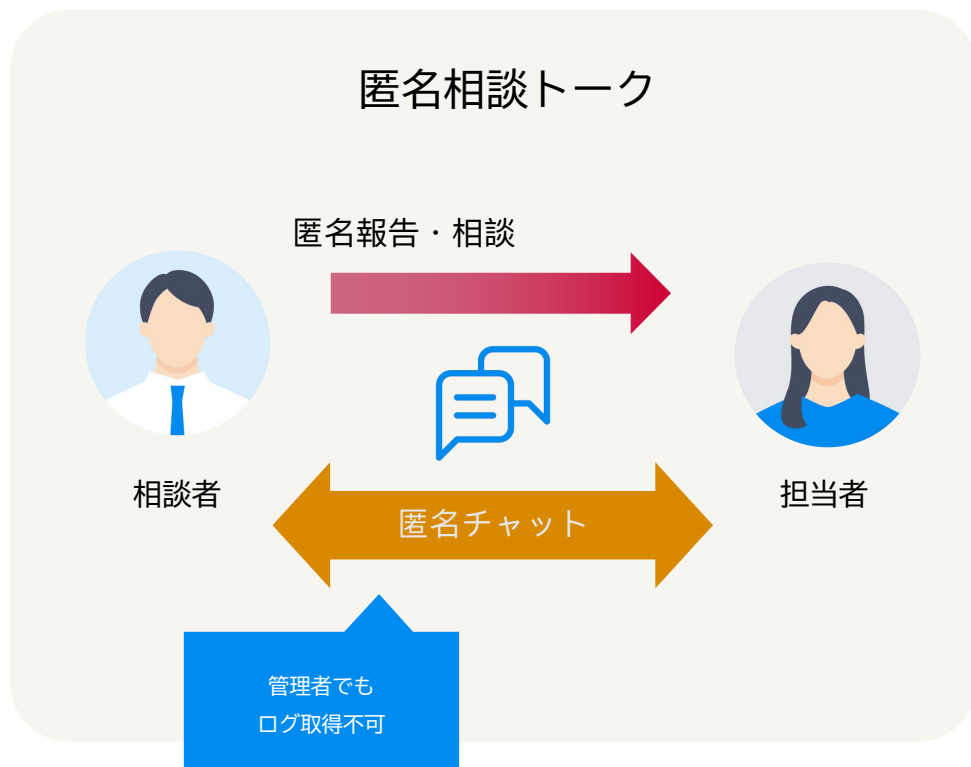 匿名相談トーク
匿名報告・相談
相談者
担当者
匿名チャット
管理者でも
ログ取得不可